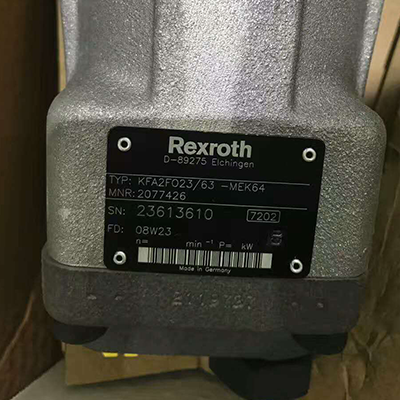 Rexroth
D-89275 Elchingen
TYP: KFA2FO23/63 -MEK64
MNR: 2077426
SN: 23613610 7202
FD: 08W23
n= min⁻¹ P= kW
Made in Germany